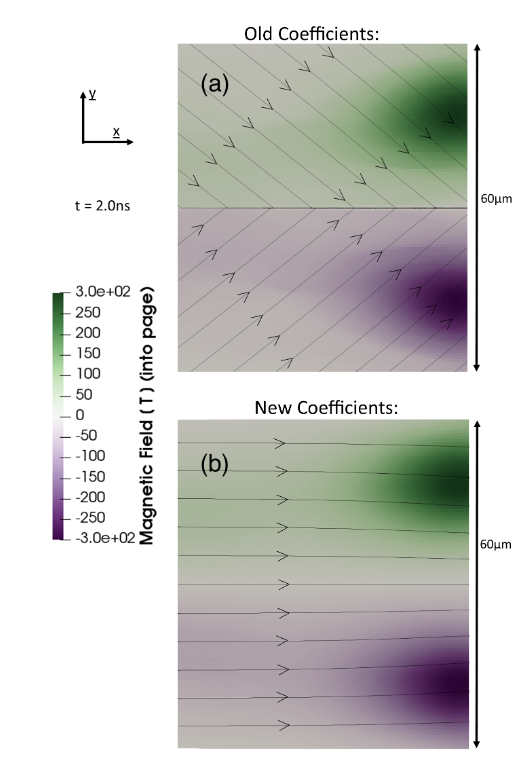 Old Coefficients:
(a)
y
x
t = 2.0ns
60μm
3.0e+02
250
200
150
100
50
0
-50
-100
-150
-200
-250
-3.0e+02
Magnetic Field ( T ) (into page)
New Coefficients:
(b)
60μm